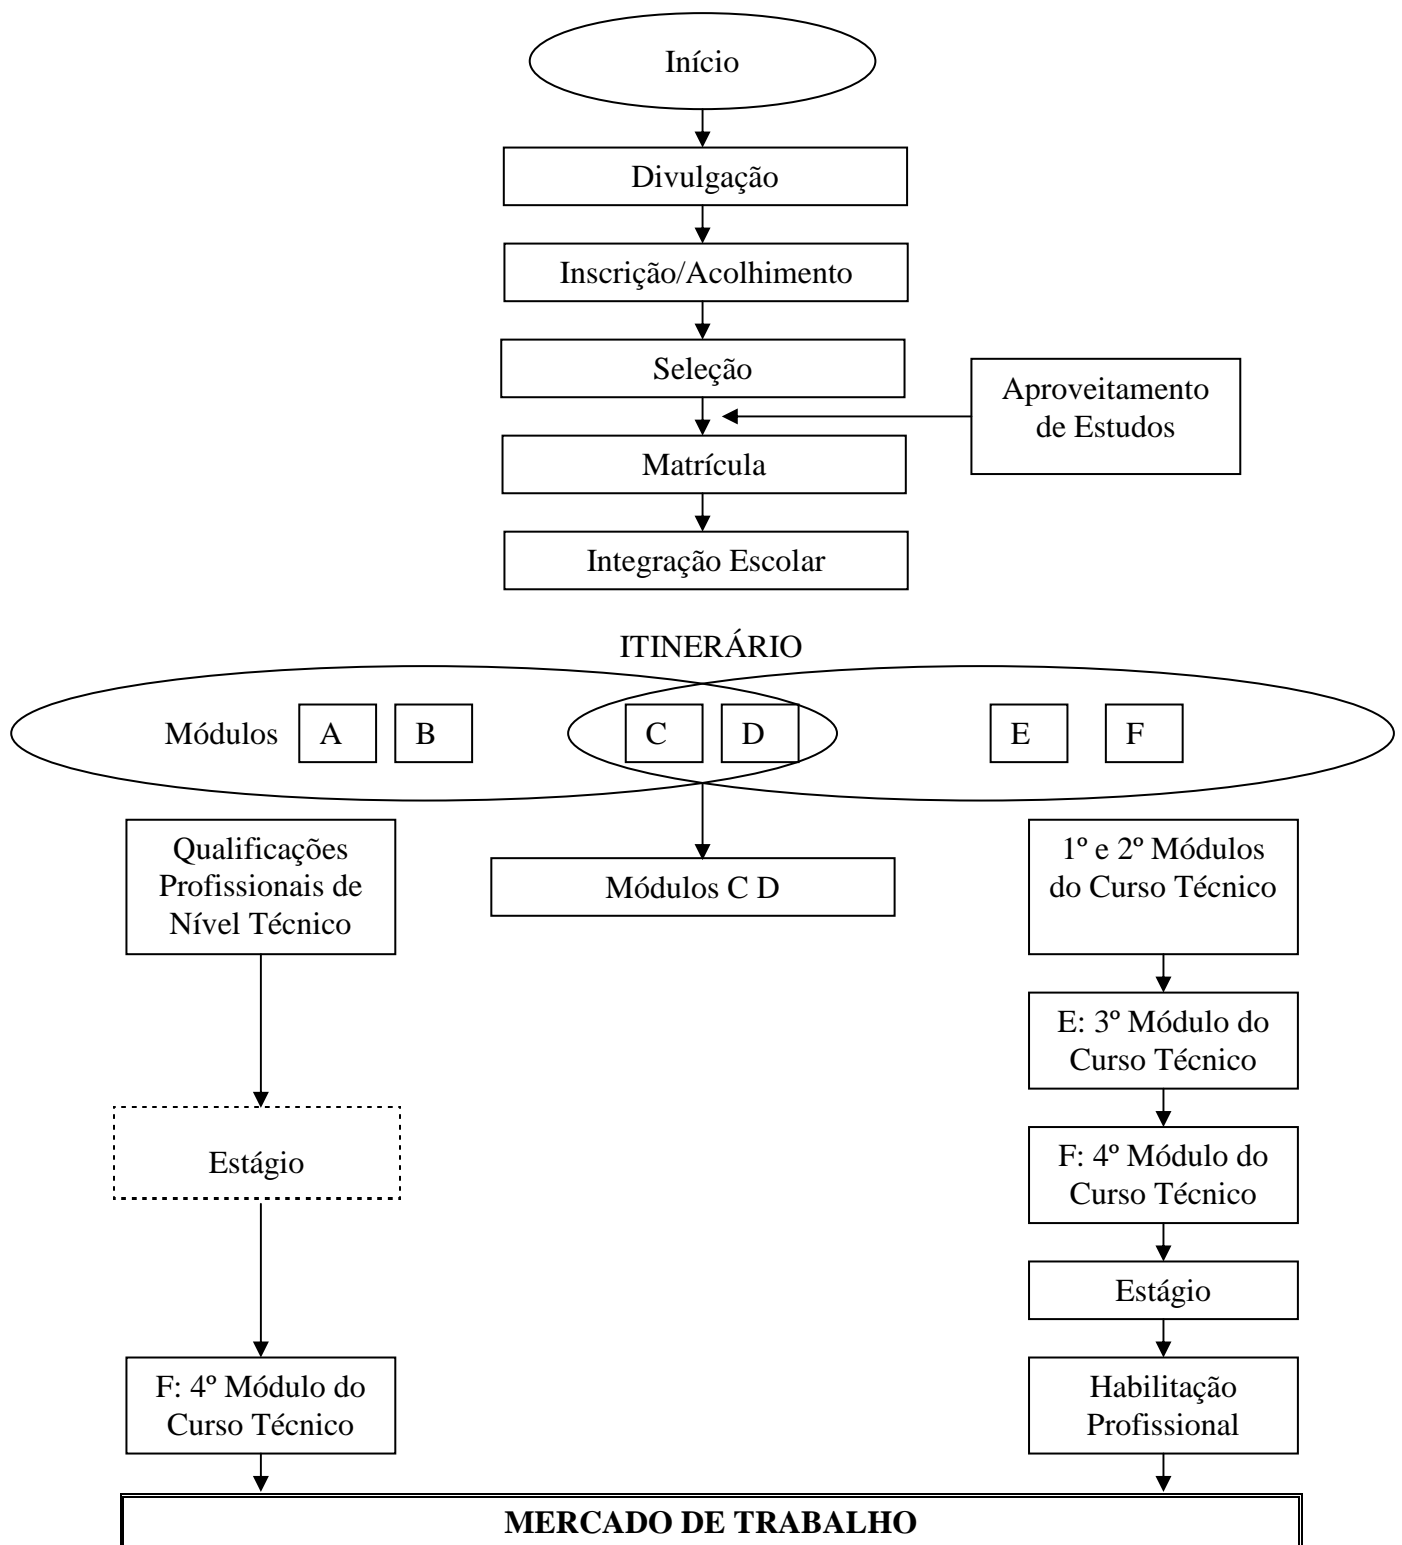 Início
Divulgação
Inscrição/Acolhimento
Seleção
Aproveitamento
de Estudos
Matrícula
Integração Escolar
ITINERÁRIO
Módulos A B C D E F
Qualificações
Profissionais de
Nível Técnico
Módulos C D
1º e 2º Módulos
do Curso Técnico
E: 3º Módulo do
Curso Técnico
Estágio
F: 4º Módulo do
Curso Técnico
Estágio
F: 4º Módulo do
Curso Técnico
Habilitação
Profissional
MERCADO DE TRABALHO